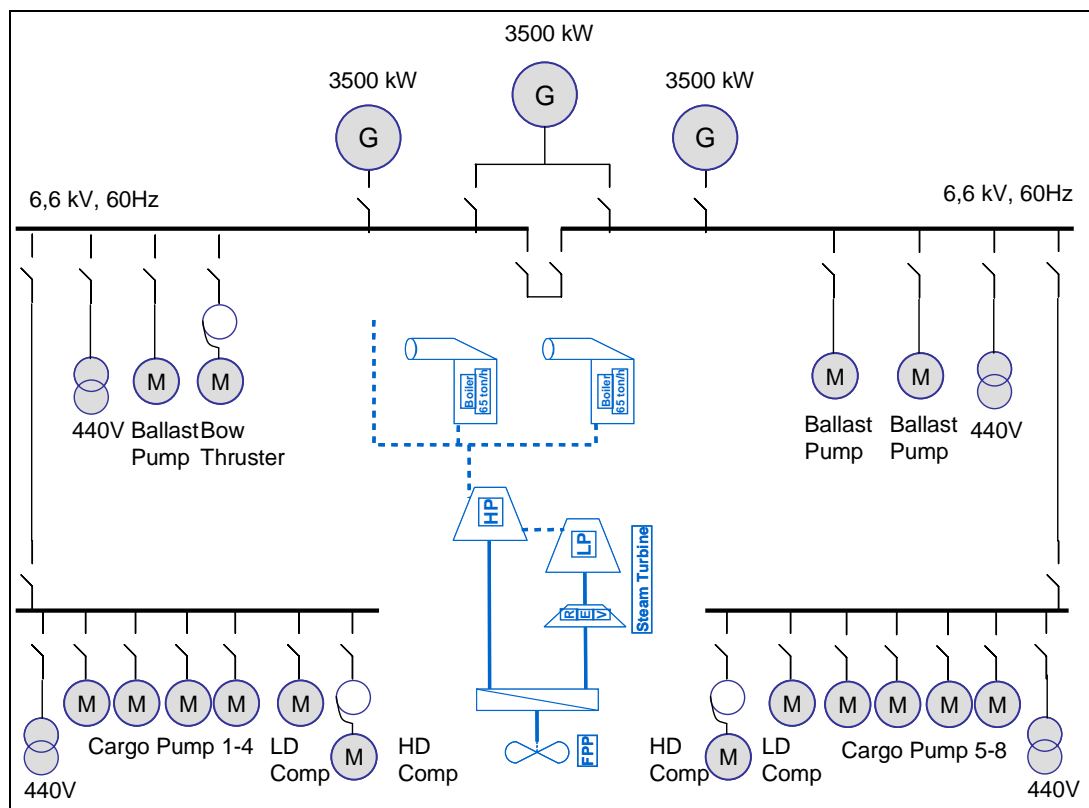 3500 kW
3500 kW
3500 kW
G
G
G
6,6 kV, 60Hz
6,6 kV, 60Hz
Boiler
65 ton/h
Boiler
65 ton/h
M
M
M
M
440V
Ballast
Pump
Bow
Thruster
Ballast
Pump
Ballast
Pump
440V
HP
LP
R E V
Steam Turbine
M
M
M
M
M
M
M
M
M
M
M
M
Cargo Pump 1-4
LD
Comp
HD
Comp
FPP
HD
Comp
LD
Comp
Cargo Pump 5-8
440V
440V